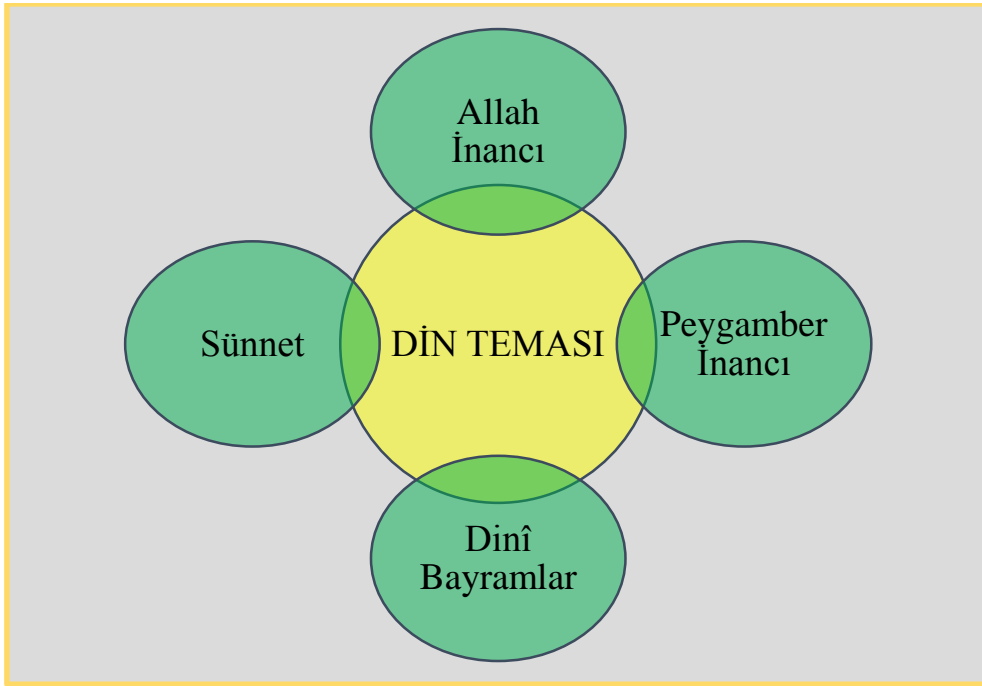 Allah
İnancı
Sünnet
DİN TEMASI
Peygamber
İnancı
Dinî
Bayramlar